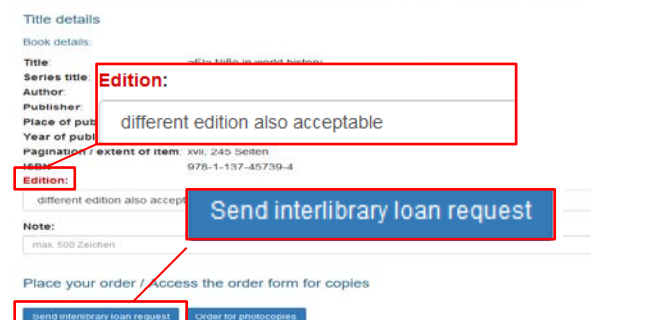 Title details
Book details:
Title:
Series title:
Edition:
Author:
Publisher:
Place of pub
different edition also acceptable
Year of publ
Pagination / extent of item: xvii, 245 Seiten
978-1-137-45739-4
Edition:
different edition also accept
Send interlibrary loan request
Note:
max. 500 Zeichen
Place your order / Access the order form for copies
Send interlibrary loan request
Order for photocopies